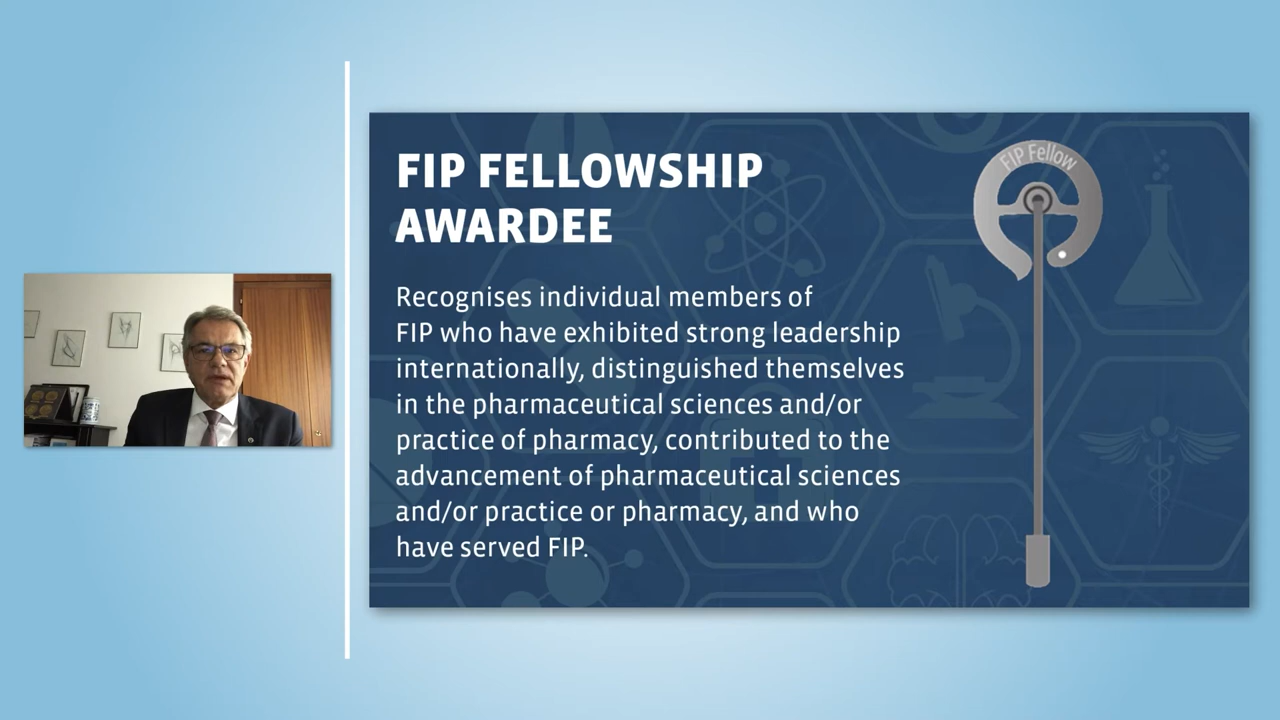 FIP FELLOWSHIP
AWARDEE
Recognises individual members of
FIP who have exhibited strong leadership
internationally, distinguished themselves
in the pharmaceutical sciences and/or
practice of pharmacy, contributed to the
advancement of pharmaceutical sciences
and/or practice or pharmacy, and who
have served FIP.
FIP Fellow